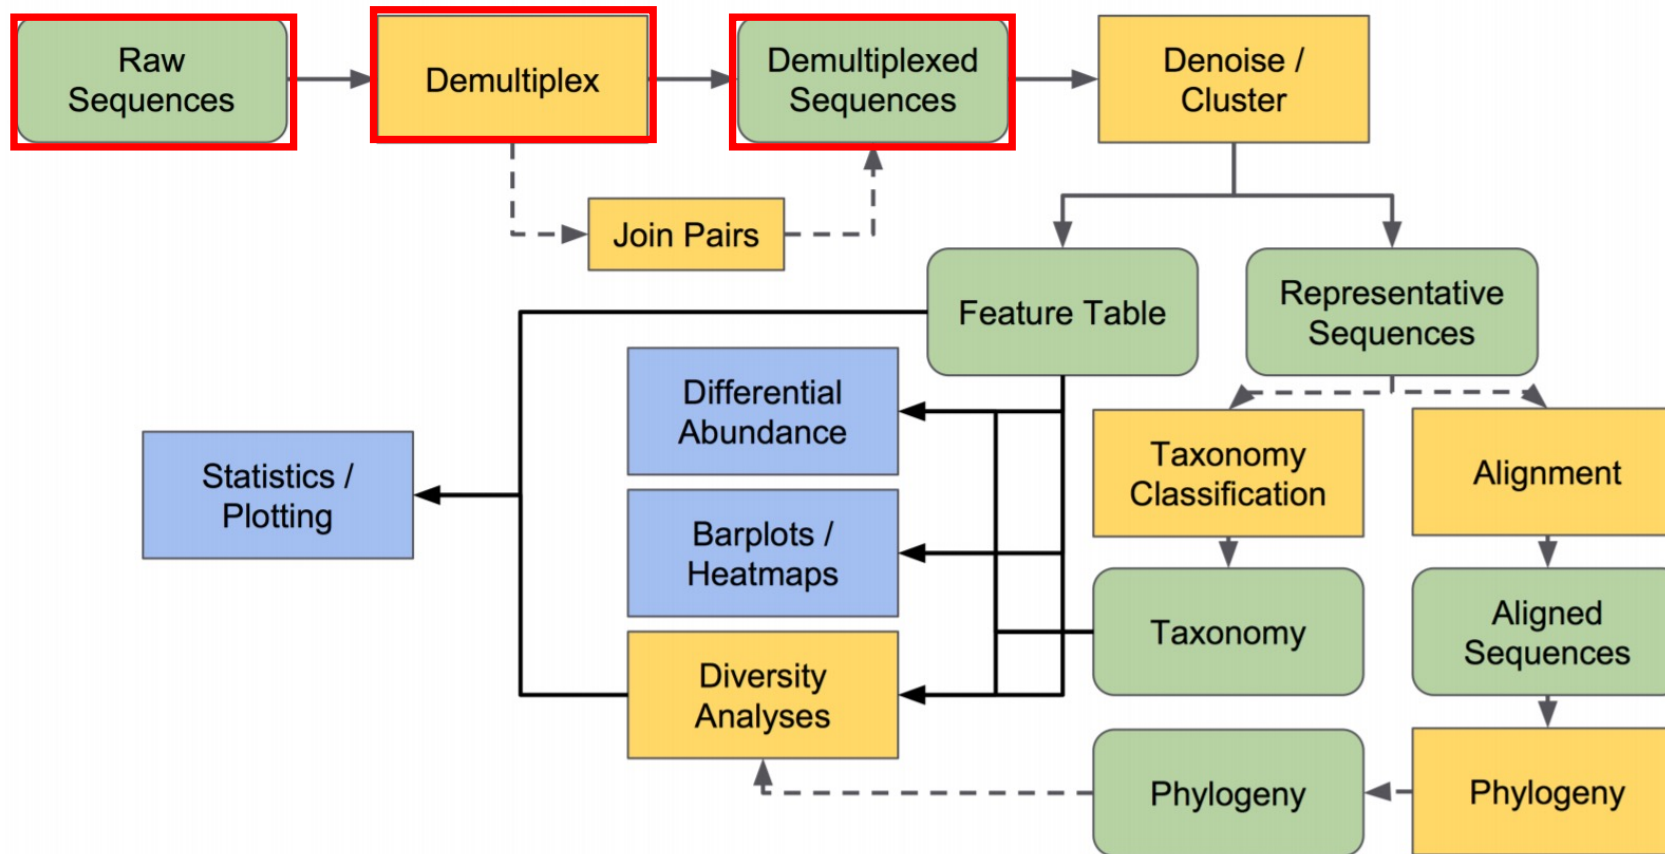 Raw
Sequences
Demultiplex
Demultiplexed
Sequences
Denoise /
Cluster
Join Pairs
Feature Table
Representative
Sequences
Differential
Abundance
Taxonomy
Classification
Alignment
Statistics /
Plotting
Barplots /
Heatmaps
Taxonomy
Aligned
Sequences
Diversity
Analyses
Phylogeny
Phylogeny